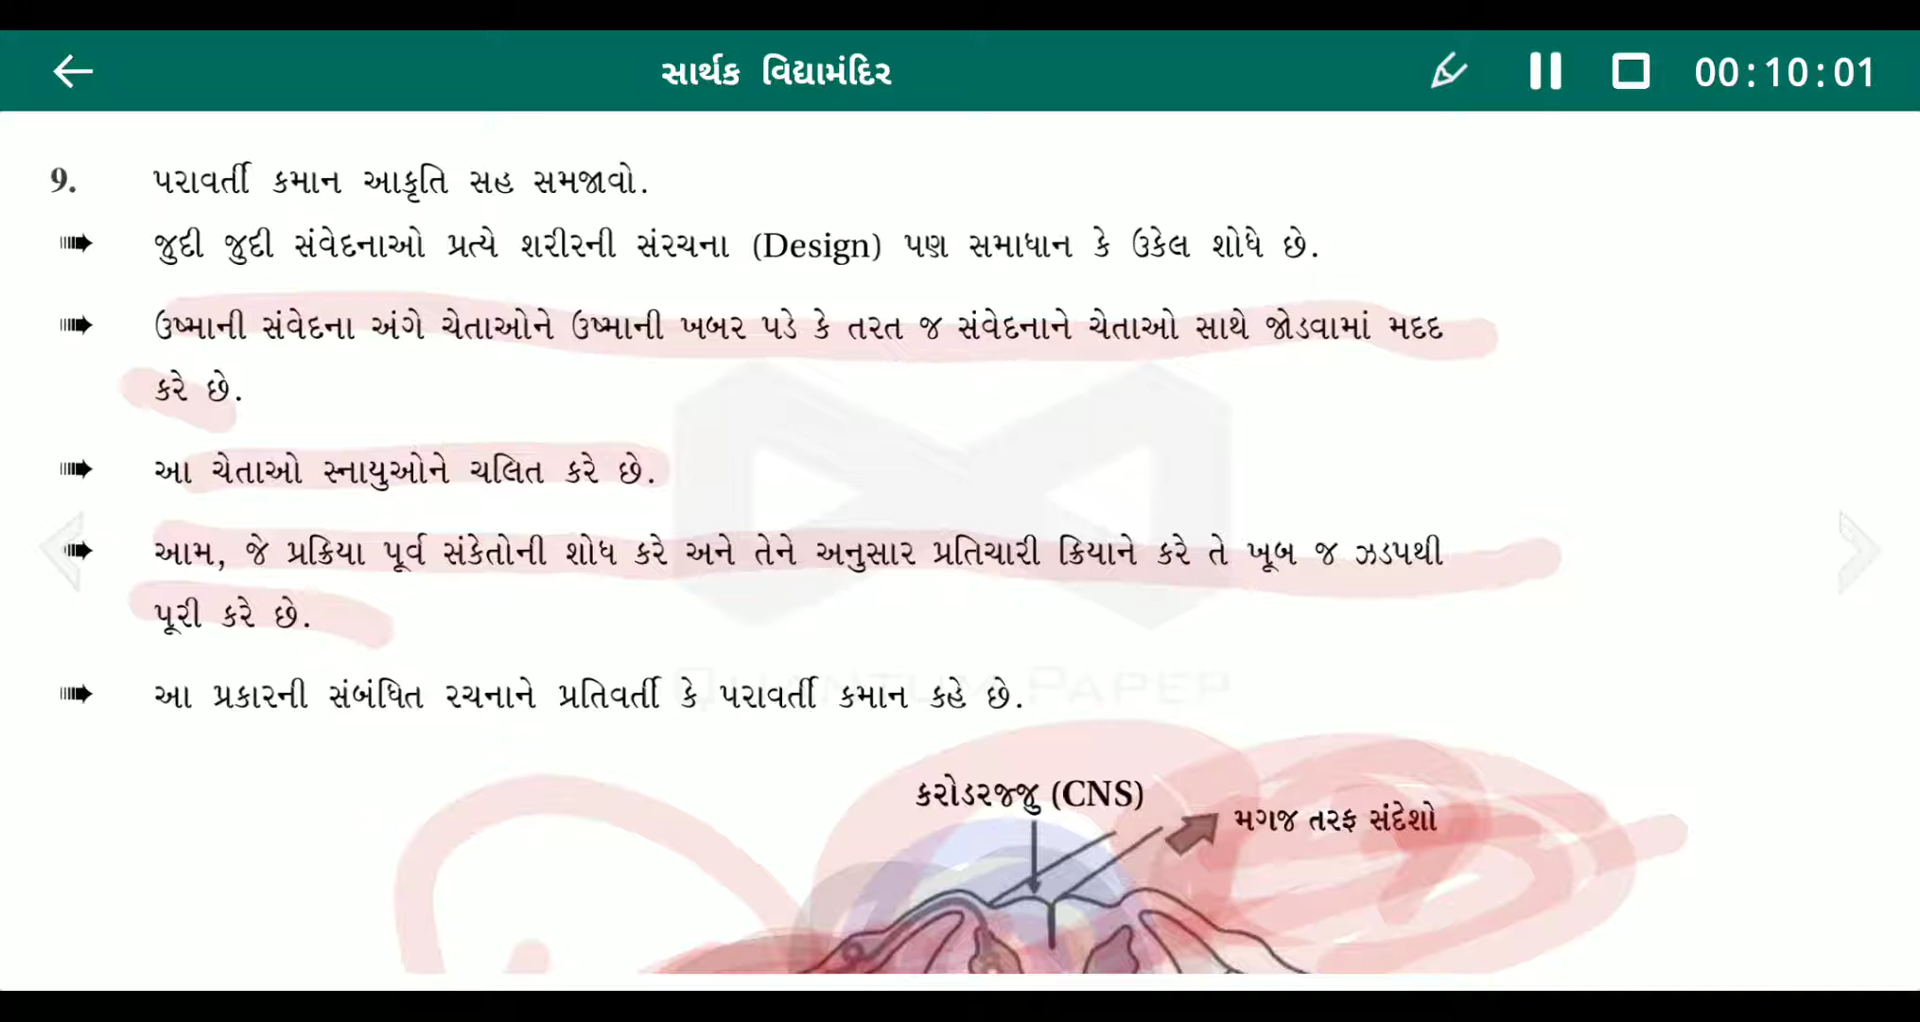 સાર્થક વિદ્યામંદિર
00:10:01
9. પરાવર્તી કમાન આકૃતિ સહ સમજાવો.
જુદી જુદી સંવેદનાઓ પ્રત્યે શરીરની સંરચના (Design) પણ સમાધાન કે ઉકેલ શોધે છે.
ઉષ્માની સંવેદના અંગે ચેતાઓને ઉષ્માની ખબર પડે કે તરત જ સંવેદનાને ચેતાઓ સાથે જોડવામાં મદદ
કરે છે.
આ ચેતાઓ સ્નાયુઓને ચલિત કરે છે.
આમ, જે પ્રક્રિયા પૂર્વ સંકેતોની શોધ કરે અને તેને અનુસાર પ્રતિચારી ક્રિયાને કરે તે ખૂબ જ ઝડપથી
પૂરી કરે છે.
આ પ્રકારની સંબંધિત રચનાને પ્રતિવર્તી કે પરાવર્તી કમાન કહે છે.
QUANTUM PAPER
કરોડરજ્જુ (CNS)
મગજ તરફ સંદેશો